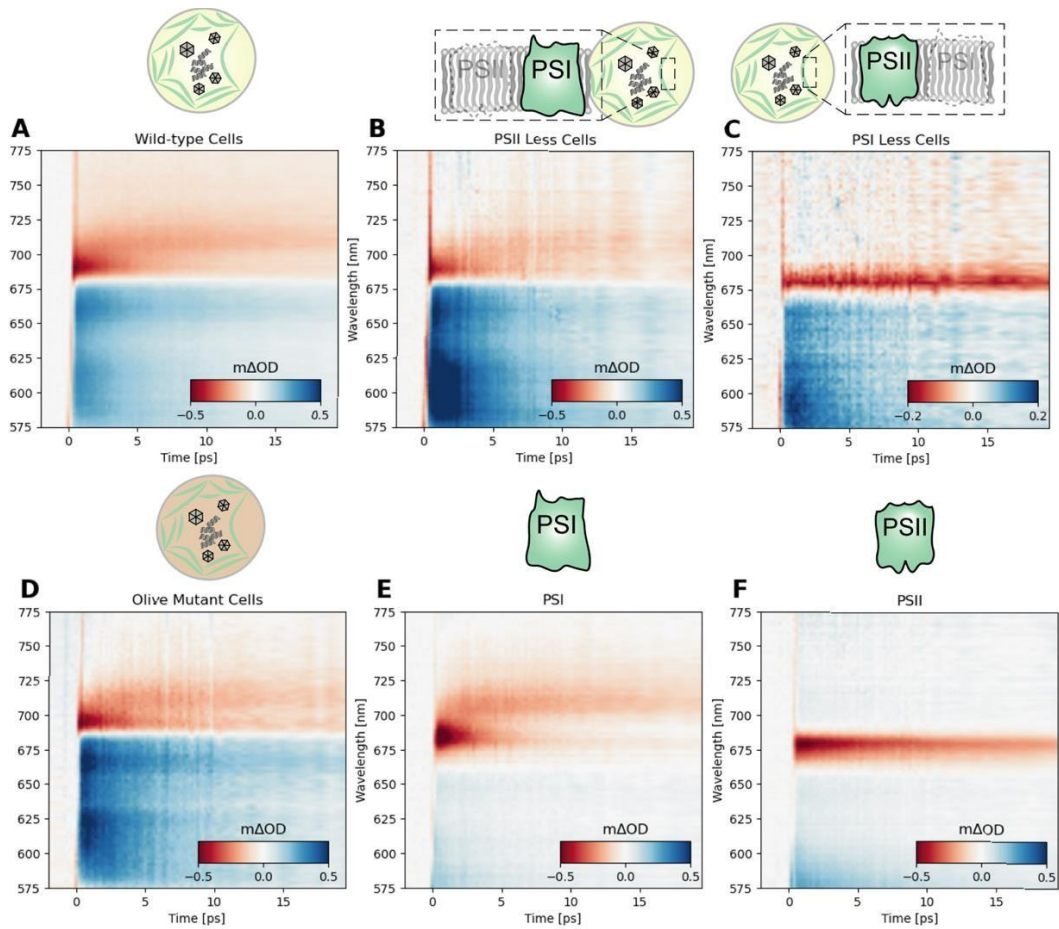 PSII PSI
PSII PSI
A
Wild-type Cells
775
750
725
700
675
650
625
600
575
mΔOD
−0.5 0.0 0.5
0 5 10 15
Time [ps]
B
PSII Less Cells
Wavelength [nm]
775
750
725
700
675
650
625
600
575
mΔOD
−0.5 0.0 0.5
0 5 10 15
Time [ps]
C
PSI Less Cells
Wavelength [nm]
775
750
725
700
675
650
625
600
575
mΔOD
−0.2 0.0 0.2
0 5 10 15
Time [ps]
PSI
PSII
D
Olive Mutant Cells
775
750
725
700
675
650
625
600
575
mΔOD
−0.5 0.0 0.5
0 5 10 15
Time [ps]
E
PSI
Wavelength [nm]
775
750
725
700
675
650
625
600
575
mΔOD
−0.5 0.0 0.5
0 5 10 15
Time [ps]
F
PSII
Wavelength [nm]
775
750
725
700
675
650
625
600
575
mΔOD
−0.5 0.0 0.5
0 5 10 15
Time [ps]